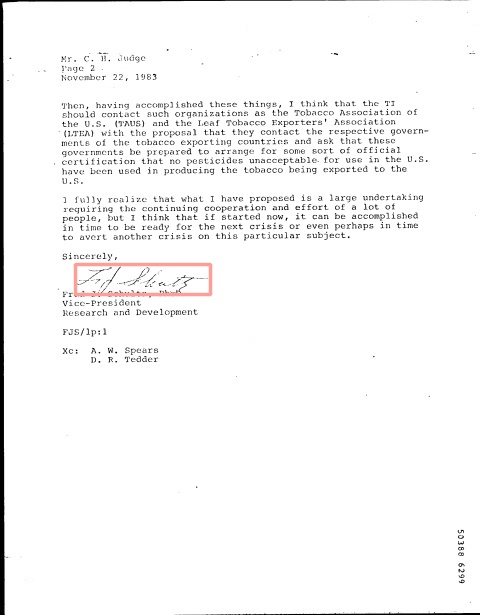 Mr. C. H. Judge
Page 2
November 22, 1983
Then, having accomplished these things, I think that the TI
should contact such organizations as the Tobacco Association of
the U.S. (TAUS) and the Leaf Tobacco Exporters' Association
(LTEA) with the proposal that they contact the respective govern-
ments of the tobacco exporting countries and ask that these
governments be prepared to arrange for some sort of official
certification that no pesticides unacceptable for use in the U.S.
have been used in producing the tobacco being exported to the
U.S.
I fully realize that what I have proposed is a large undertaking
requiring the continuing cooperation and effort of a lot of
people, but I think that if started now, it can be accomplished
in time to be ready for the next crisis or even perhaps in time
to avert another crisis on this particular subject.
Sincerely,
Fred J. Schultz, Ph.D.
Vice-President
Research and Development
FJS/lp:1
Xc: A. W. Spears
D. R. Tedder
50388 6299